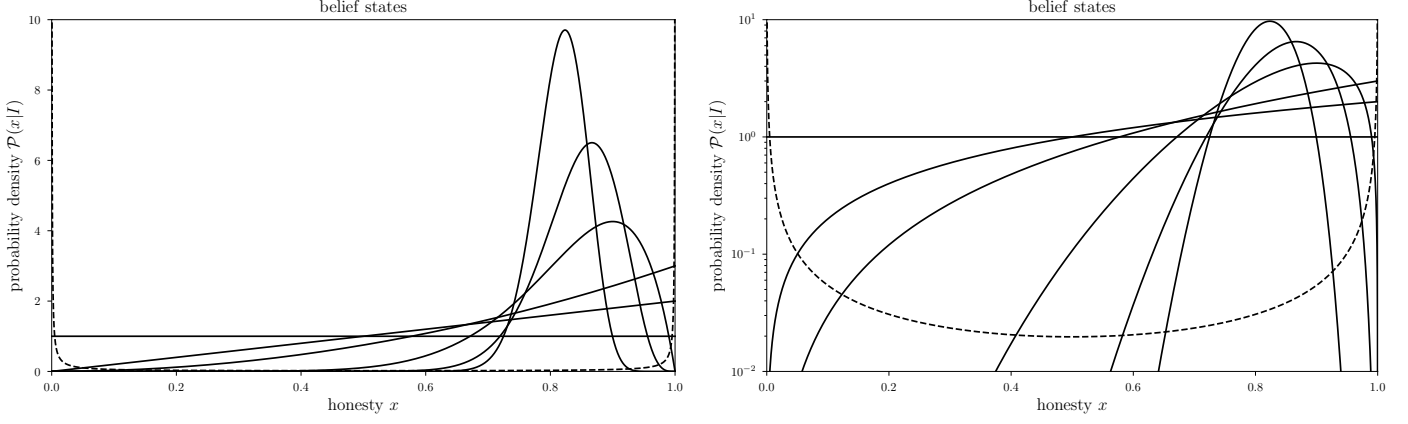 belief states
10
8
6
4
2
0
probability density 𝒫(x|I)
0.0 0.2 0.4 0.6 0.8 1.0
honesty x
belief states
10¹
10⁰
10⁻¹
10⁻²
probability density 𝒫(x|I)
0.0 0.2 0.4 0.6 0.8 1.0
honesty x